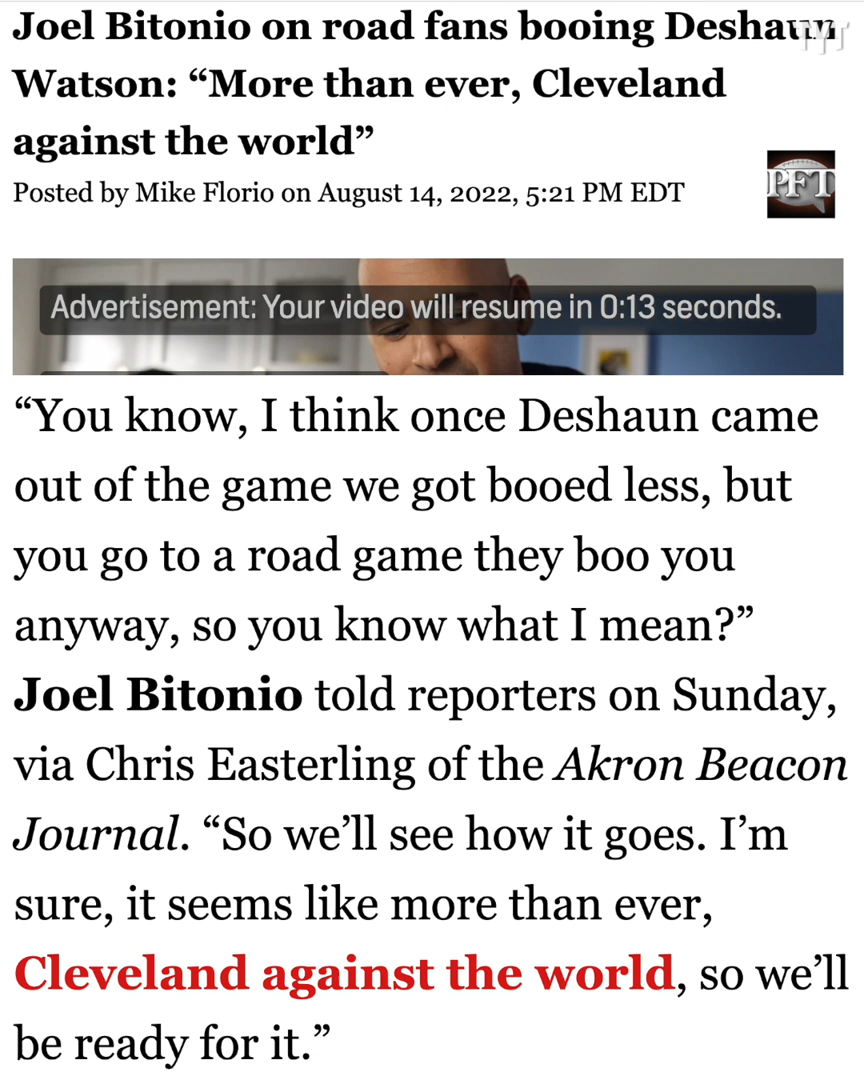 Joel Bitonio on road fans booing Deshaun
TYT
Watson: “More than ever, Cleveland
against the world”
Posted by Mike Florio on August 14, 2022, 5:21 PM EDT
PFT
Advertisement: Your video will resume in 0:13 seconds.
“You know, I think once Deshaun came
out of the game we got booed less, but
you go to a road game they boo you
anyway, so you know what I mean?”
Joel Bitonio told reporters on Sunday,
via Chris Easterling of the Akron Beacon
Journal. “So we’ll see how it goes. I’m
sure, it seems like more than ever,
Cleveland against the world, so we’ll
be ready for it.”